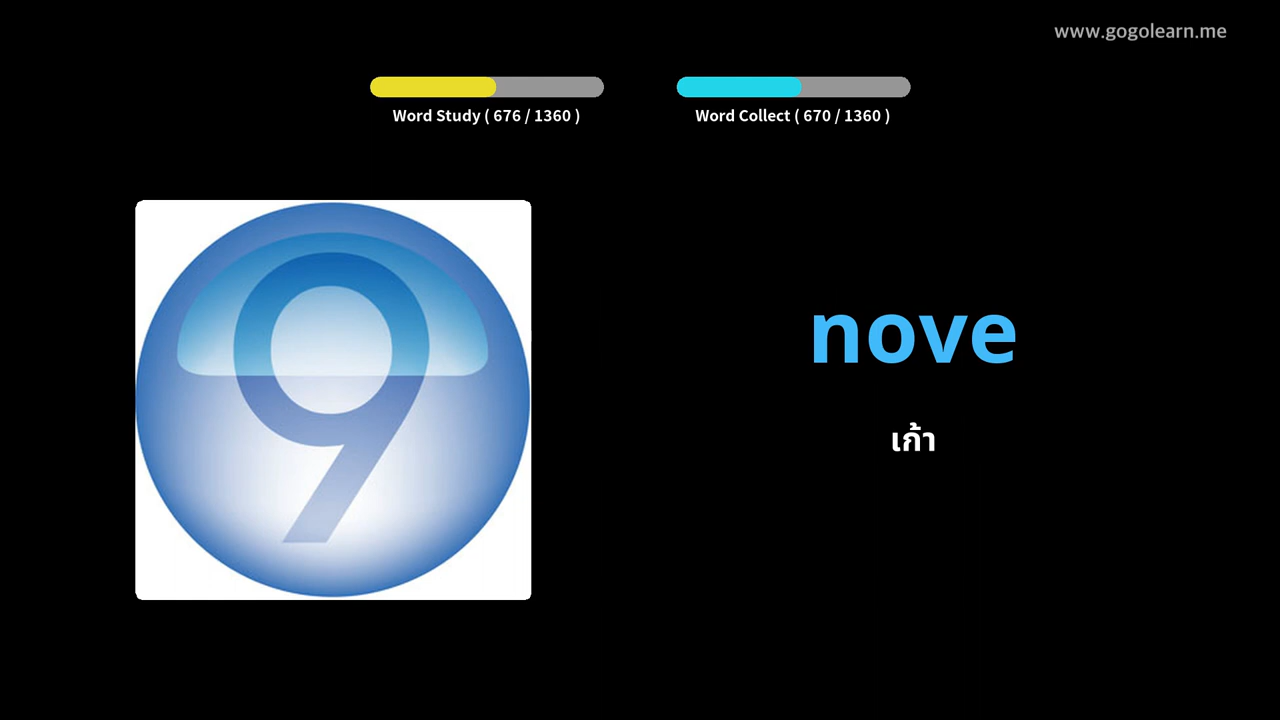 www.gogolearn.me
Word Study ( 676 / 1360 )
Word Collect ( 670 / 1360 )
9
nove
เก้า